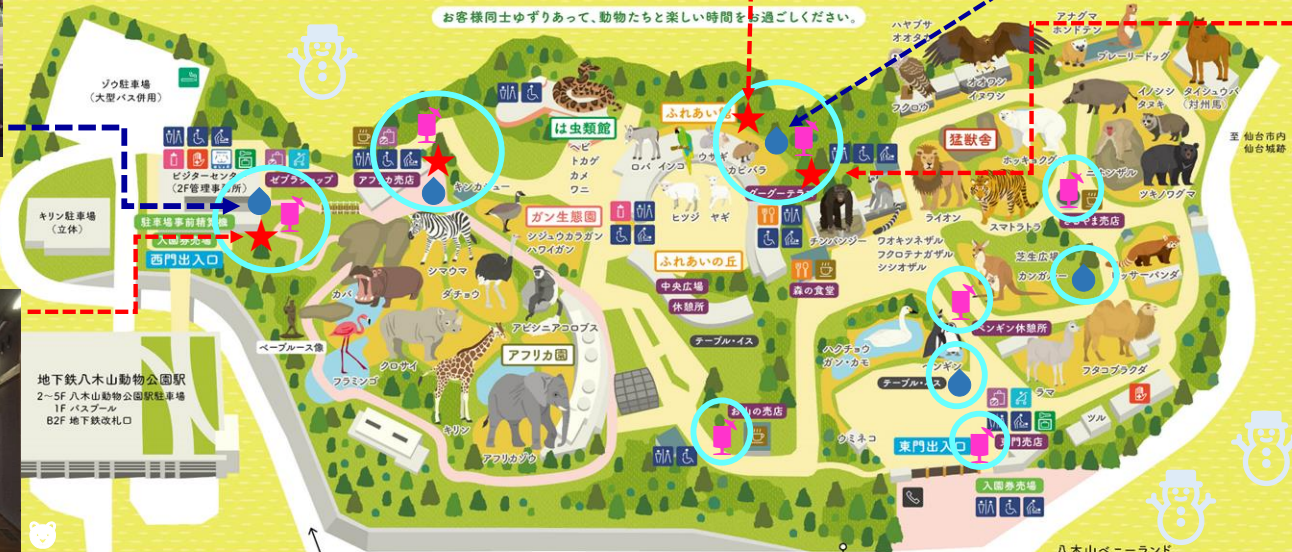 お客様同士ゆずりあって、動物たちと楽しい時間をお過ごしください。
ゾウ駐車場
(大型バス併用)
キリン駐車場
(立体)
ビジターセンター
(2F管理事務所)
ゼブラショップ
アフリカ売店
駐車場事前精算機
入園券売場
西門出入口
地下鉄八木山動物公園駅
2〜5F 八木山動物公園駅駐車場
1F バスプール
B2F 地下鉄改札口
ベーブルース像
カバ
フラミンゴ
クロサイ
キリン
シマウマ
ダチョウ
アビシニアコロブス
アフリカ園
アフリカゾウ
キンカジュー
ガン生態園
シジュウカラガン
ハワイガン
は虫類館
ヘビ
トカゲ
カメ
ワニ
ふれあい
ロバ
インコ
ウサギ
カピバラ
ヒツジ
ヤギ
ふれあいの丘
グーグーテラス
中央広場
休憩所
テーブル・イス
森の食堂
チンパンジー
ワオキツネザル
フクロテナガザル
シシオザル
ハヤブサ
オオタカ
フクロウ
オオワシ
イヌワシ
アナグマ
ホンドテン
プレーリードッグ
イノシシ
タヌキ
タイシュウバ
(対州馬)
至 仙台市内
仙台城跡
猛獣舎
ホッキョクグマ
ニホンザル
ツキノワグマ
ライオン
スマトラトラ
やま売店
芝生広場
カンガルー
レッサーパンダ
ペンギン休憩所
ハクチョウ
ガン・カモ
ペンギン
テーブル・イス
ラマ
フタコブラクダ
ツル
お山の売店
ウミネコ
東門出入口
東門売店
入園券売場
八木山ベニーランド